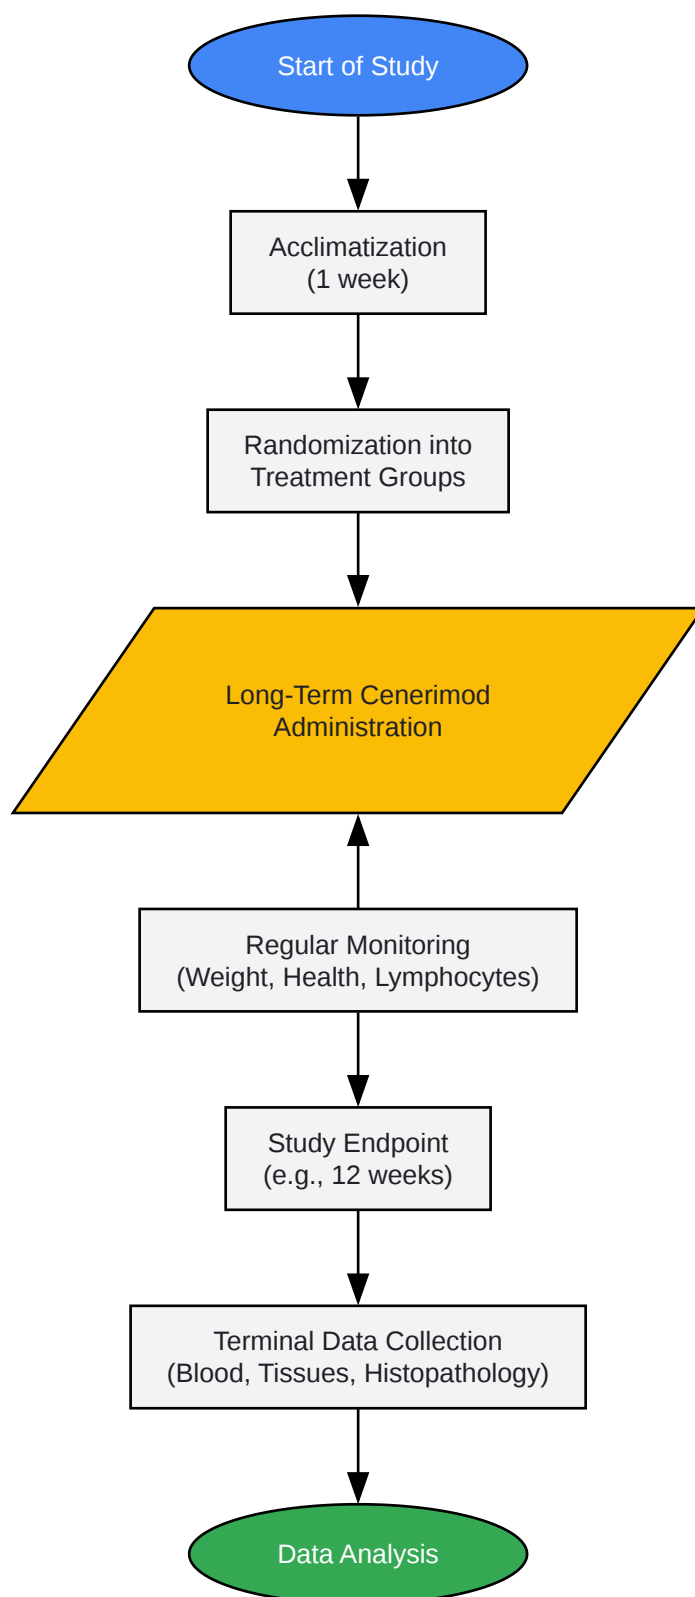 Start of Study
Acclimatization
(1 week)
Randomization into
Treatment Groups
Long-Term Cenerimod
Administration
Regular Monitoring
(Weight, Health, Lymphocytes)
Study Endpoint
(e.g., 12 weeks)
Terminal Data Collection
(Blood, Tissues, Histopathology)
Data Analysis